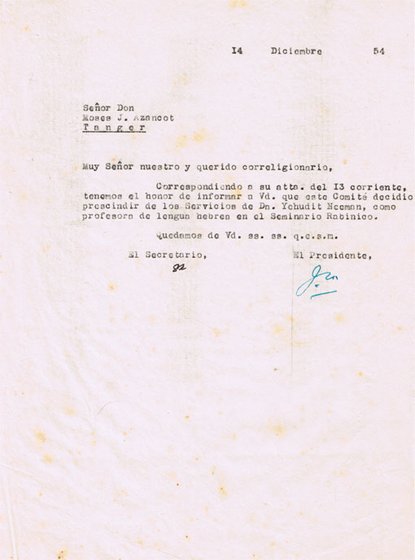 14 Diciembre 54
Señor Don
Moses J. Azancot
Tanger
Muy Señor nuestro y querido correligionario,
Correspondiendo a su atta. del 13 corriente,
tenemos el honor de informar a Vd. que este Comité decidio
prescindir de los Servicios de Da. Yehudit Neeman, como
profesora de lengua hebrea en el Seminario Rabinico.
Quedamos de Vd. ss. ss. q.e.s.m.
El Secretario, El Presidente,